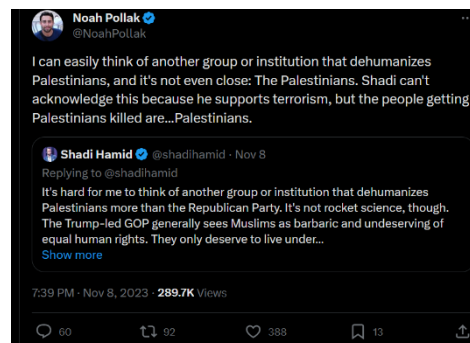 Noah Pollak
@NoahPollak
I can easily think of another group or institution that dehumanizes
Palestinians, and it's not even close: The Palestinians. Shadi can't
acknowledge this because he supports terrorism, but the people getting
Palestinians killed are...Palestinians.
Shadi Hamid @shadihamid · Nov 8
Replying to @shadihamid
It's hard for me to think of another group or institution that dehumanizes
Palestinians more than the Republican Party. It's not rocket science, though.
The Trump-led GOP generally sees Muslims as barbaric and undeserving of
equal human rights. They only deserve to live under...
Show more
7:39 PM · Nov 8, 2023 · 289.7K Views
60 92 388 13